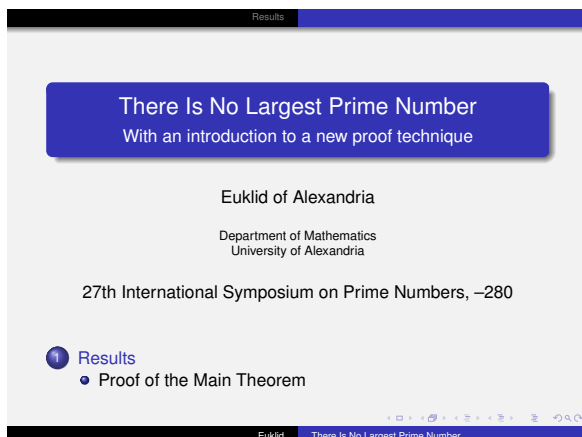 Results
There Is No Largest Prime Number
With an introduction to a new proof technique
Euklid of Alexandria
Department of Mathematics
University of Alexandria
27th International Symposium on Prime Numbers, –280
1 Results
Proof of the Main Theorem
Euklid There Is No Largest Prime Number